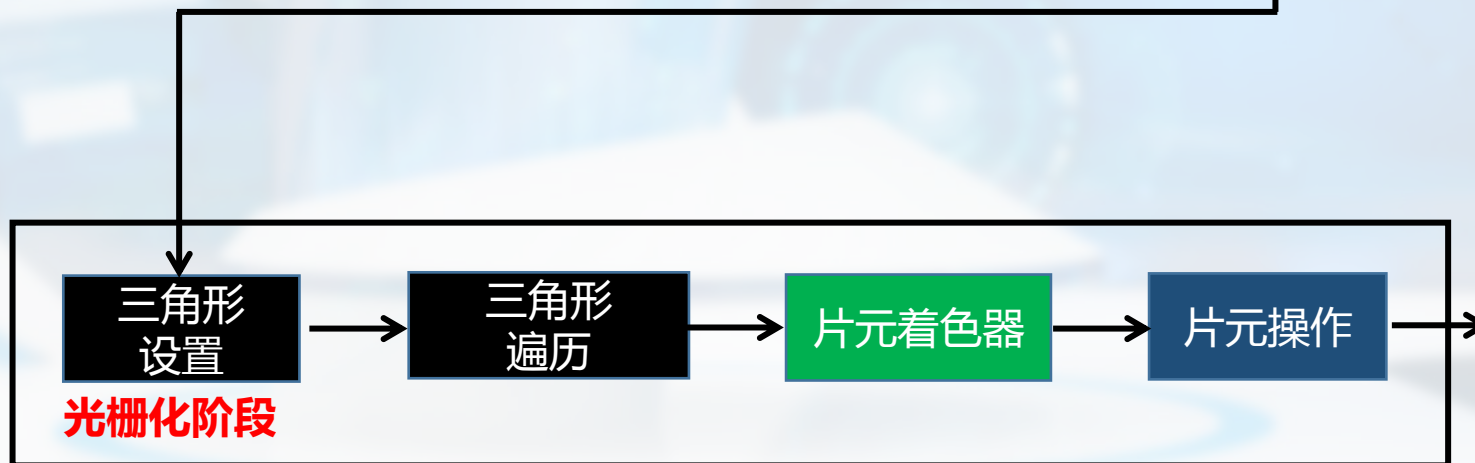 三角形
设置
三角形
遍历
片元着色器
片元操作
光栅化阶段